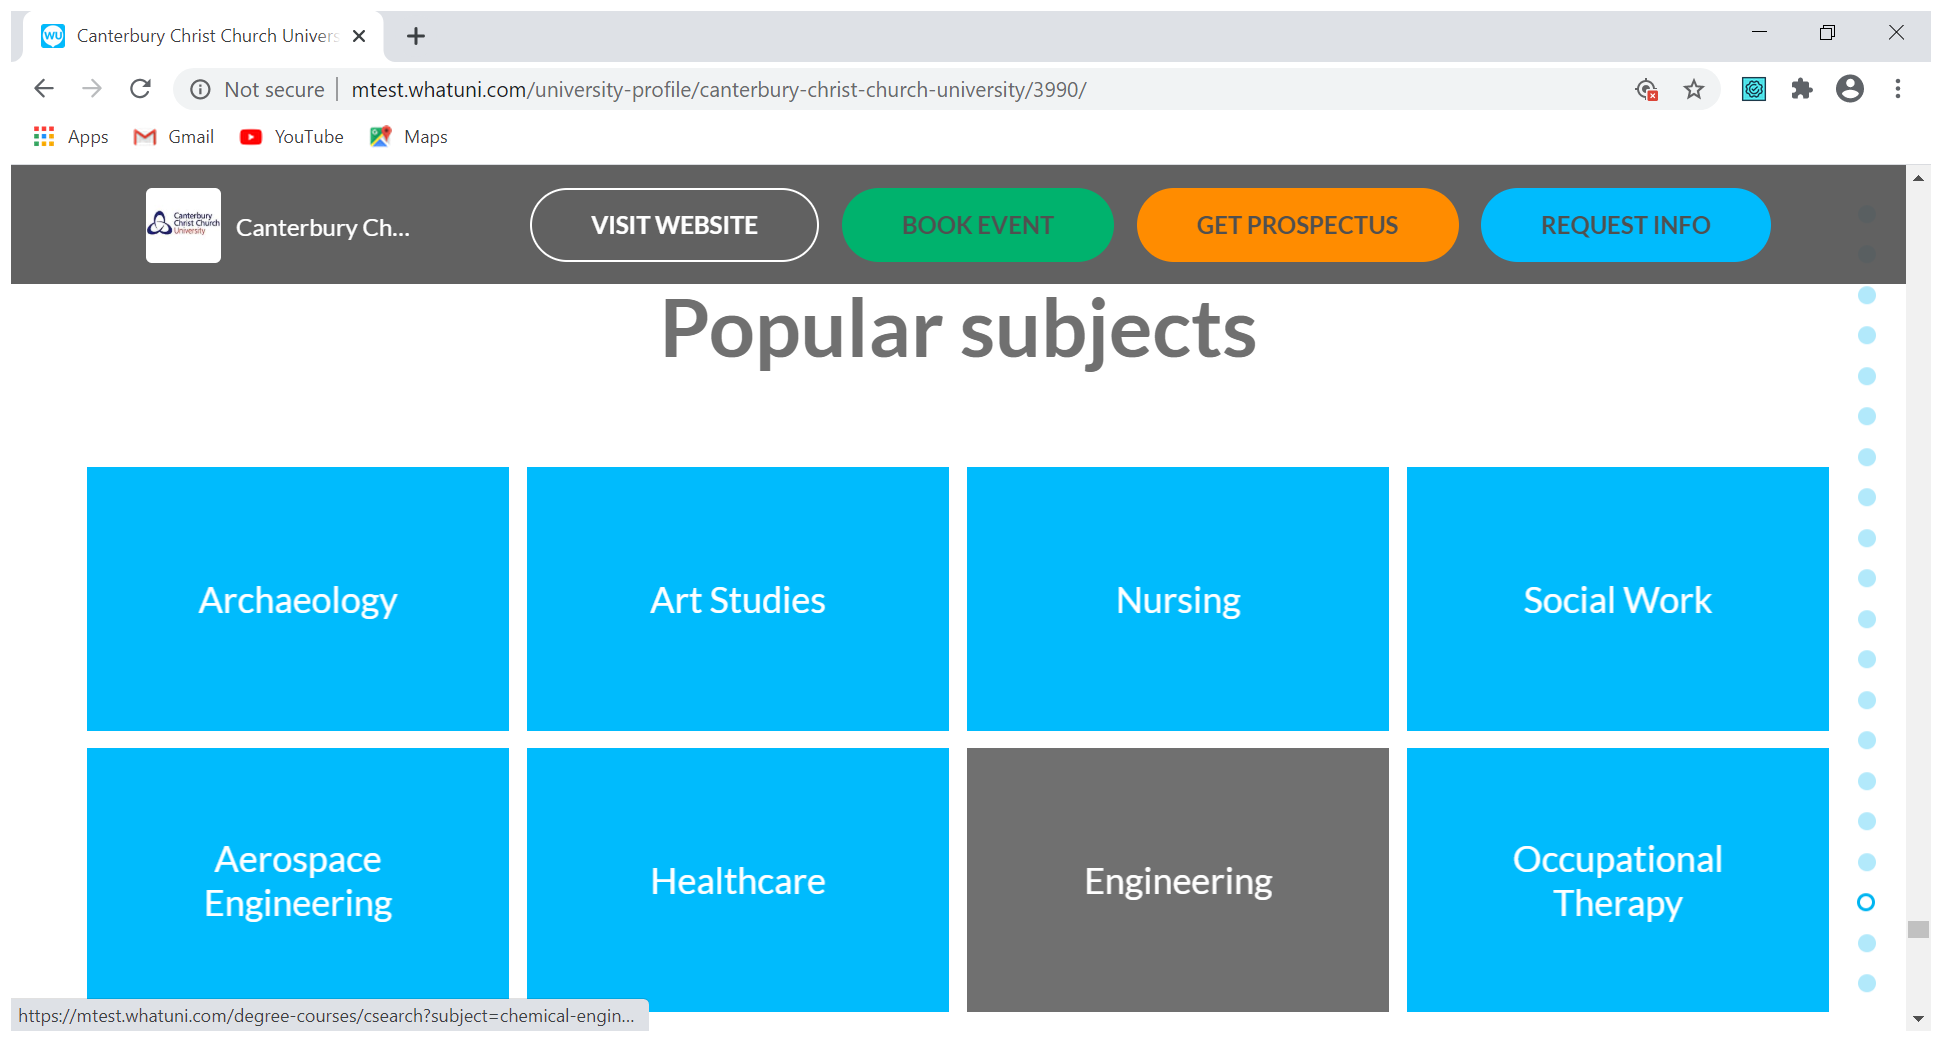 Canterbury Christ Church Univers
Not secure | mtest.whatuni.com/university-profile/canterbury-christ-church-university/3990/
Apps Gmail YouTube Maps
Canterbury
Christ Church
University
Canterbury Ch...
VISIT WEBSITE
BOOK EVENT
GET PROSPECTUS
REQUEST INFO
Popular subjects
Archaeology
Art Studies
Nursing
Social Work
Aerospace
Engineering
Healthcare
Engineering
Occupational
Therapy
https://mtest.whatuni.com/degree-courses/csearch?subject=chemical-engin...